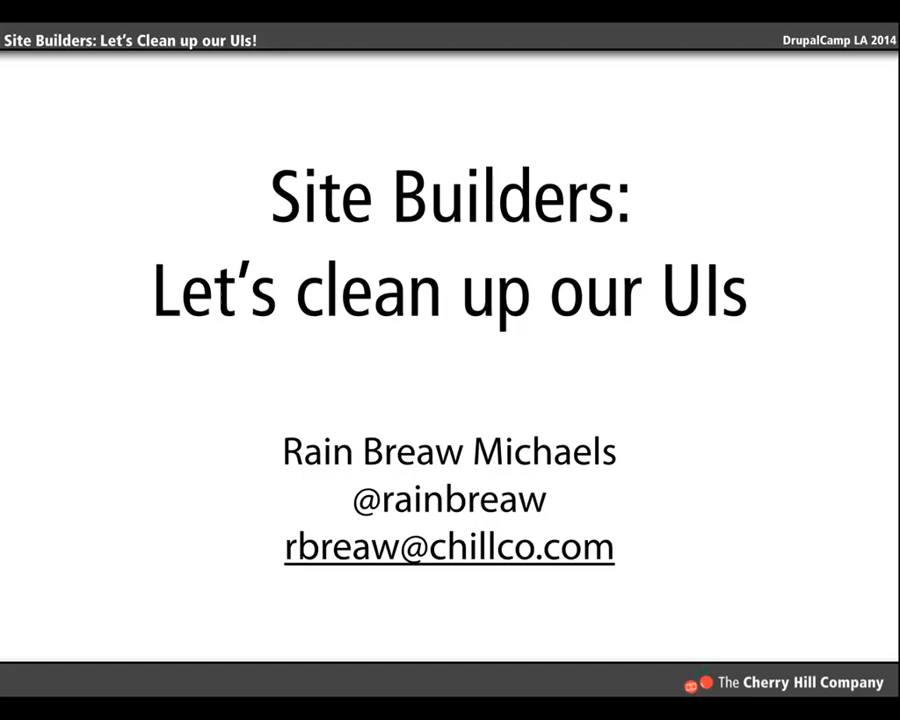 Site Builders: Let's Clean up our UIs!
DrupalCamp LA 2014
Site Builders:
Let's clean up our UIs
Rain Breaw Michaels
@rainbreaw
rbreaw@chillco.com
The Cherry Hill Company